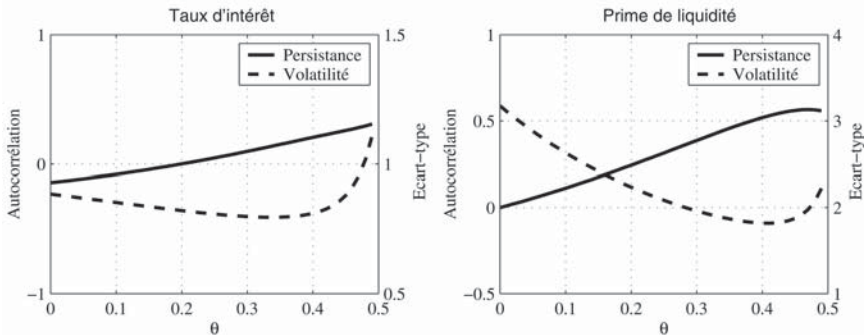 Taux d'intérêt
1
1.5
Persistance
Volatilité
Autocorrélation
0
1
Ecart−type
−1
0.5
0
0.1
0.2
0.3
0.4
0.5
θ
Prime de liquidité
1
4
Persistance
Volatilité
Autocorrélation
0.5
3
Ecart−type
0
2
−0.5
1
0
0.1
0.2
0.3
0.4
0.5
θ